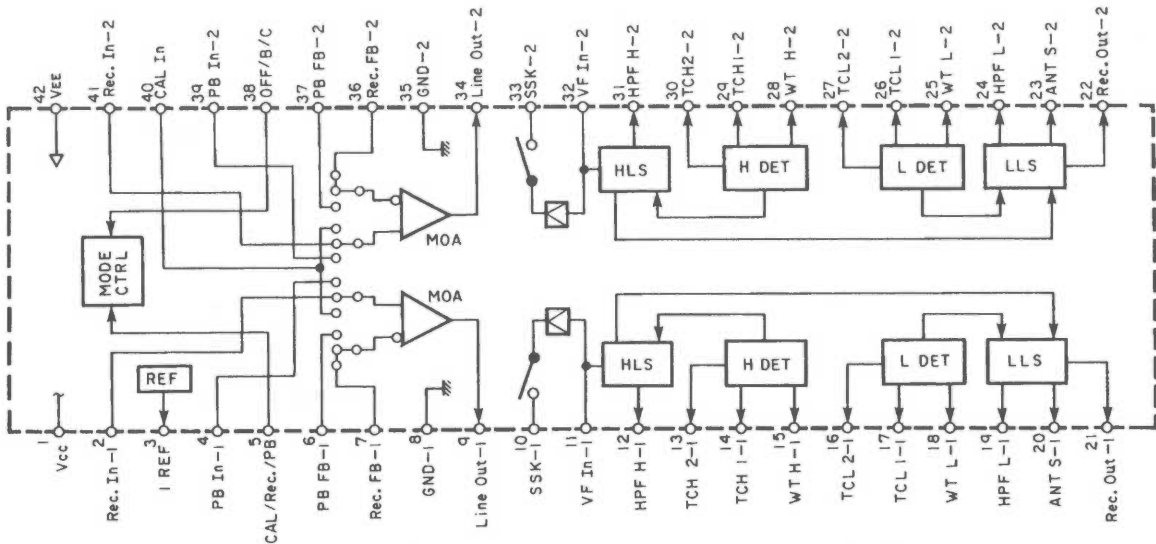 42
VEE
41
Rec. In-2
40
CAL In
39
PB In-2
38
OFF/B/C
37
PB FB-2
36
Rec. FB-2
35
GND-2
34
Line Out-2
33
SSK-2
32
VF In-2
31
HPF H-2
30
TCH2-2
29
TCH1-2
28
WT H-2
27
TCL2-2
26
TCL1-2
25
WT L-2
24
HPF L-2
23
ANT S-2
22
Rec. Out-2
MODE
CTRL
MOA
HLS
H DET
L DET
LLS
REF
MOA
HLS
H DET
L DET
LLS
1
Vcc
2
Rec. In-1
3
I REF
4
PB In-1
5
CAL/Rec./PB
6
PB FB-1
7
Rec. FB-1
8
GND-1
9
Line Out-1
10
SSK-1
11
VF In-1
12
HPF H-1
13
TCH 2-1
14
TCH 1-1
15
WT H-1
16
TCL 2-1
17
TCL 1-1
18
WT L-1
19
HPF L-1
20
ANT S-1
21
Rec. Out-1